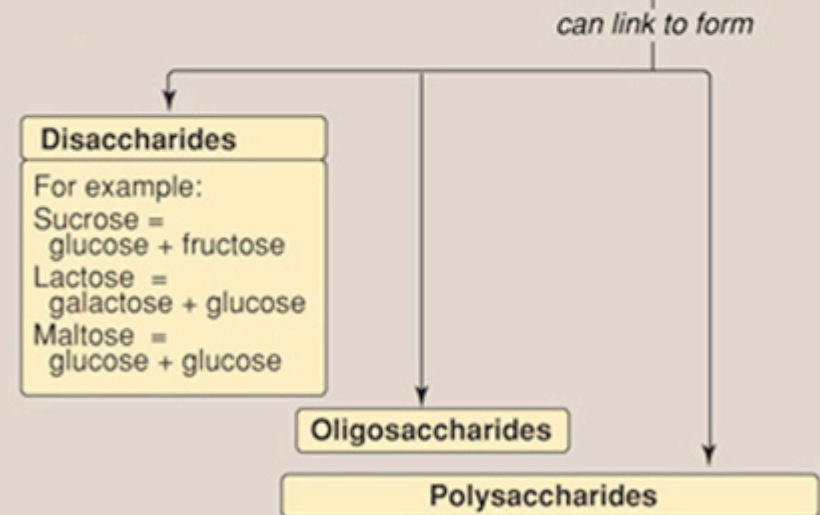 can link to form
Disaccharides
For example:
Sucrose =
glucose + fructose
Lactose =
galactose + glucose
Maltose =
glucose + glucose
Oligosaccharides
Polysaccharides